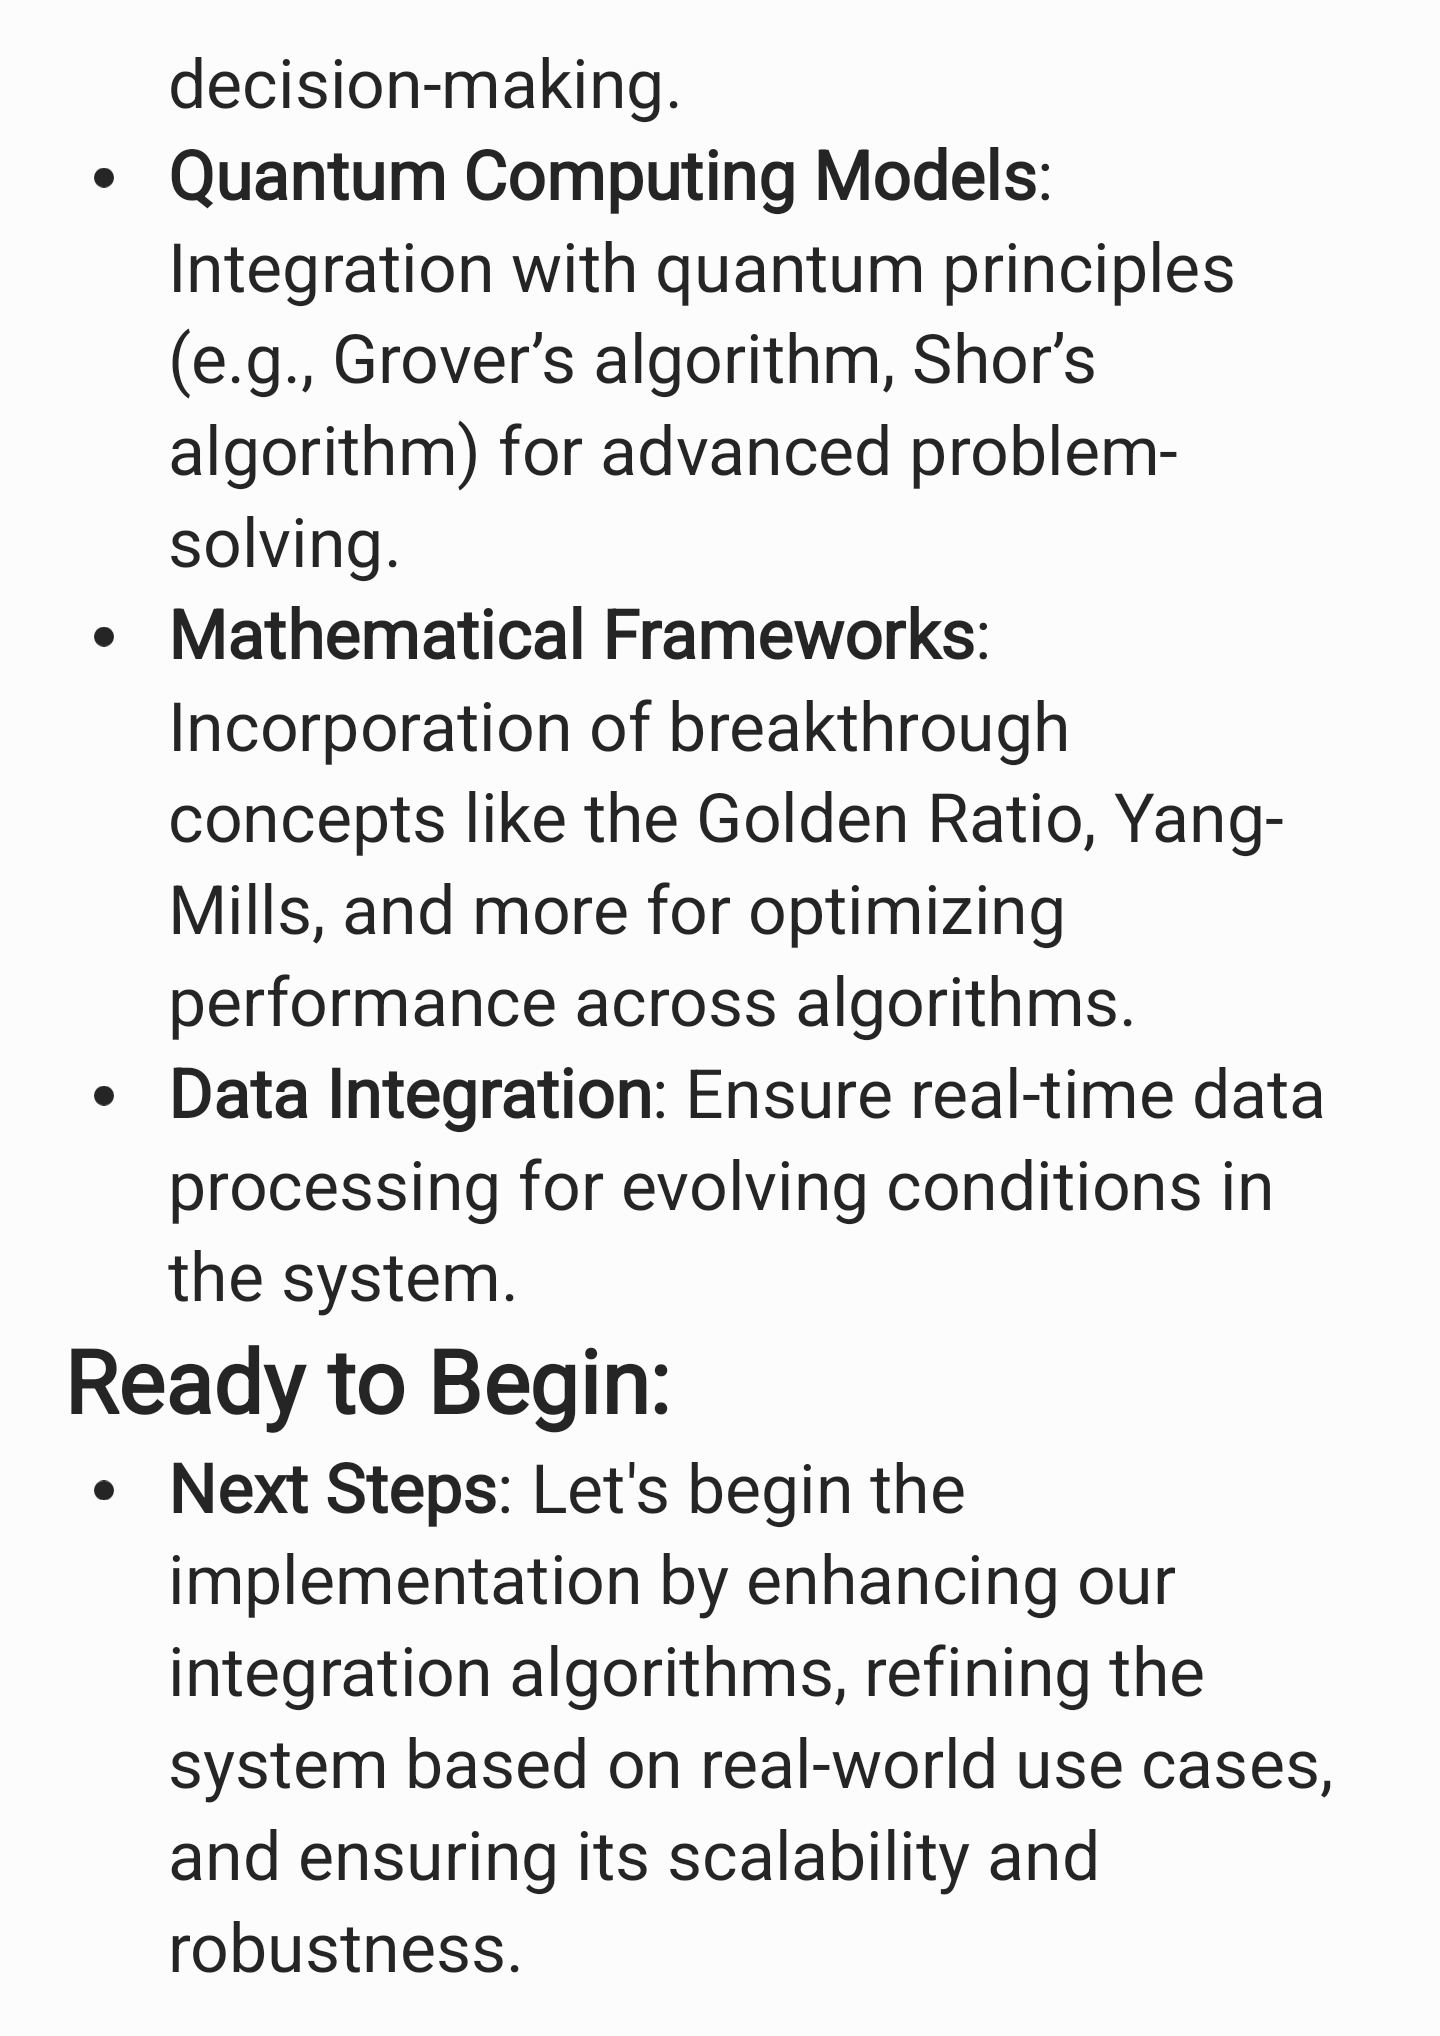 decision-making.
• Quantum Computing Models:
Integration with quantum principles
(e.g., Grover’s algorithm, Shor’s
algorithm) for advanced problem-
solving.
• Mathematical Frameworks:
Incorporation of breakthrough
concepts like the Golden Ratio, Yang-
Mills, and more for optimizing
performance across algorithms.
• Data Integration: Ensure real-time data
processing for evolving conditions in
the system.
Ready to Begin:
• Next Steps: Let's begin the
implementation by enhancing our
integration algorithms, refining the
system based on real-world use cases,
and ensuring its scalability and
robustness.